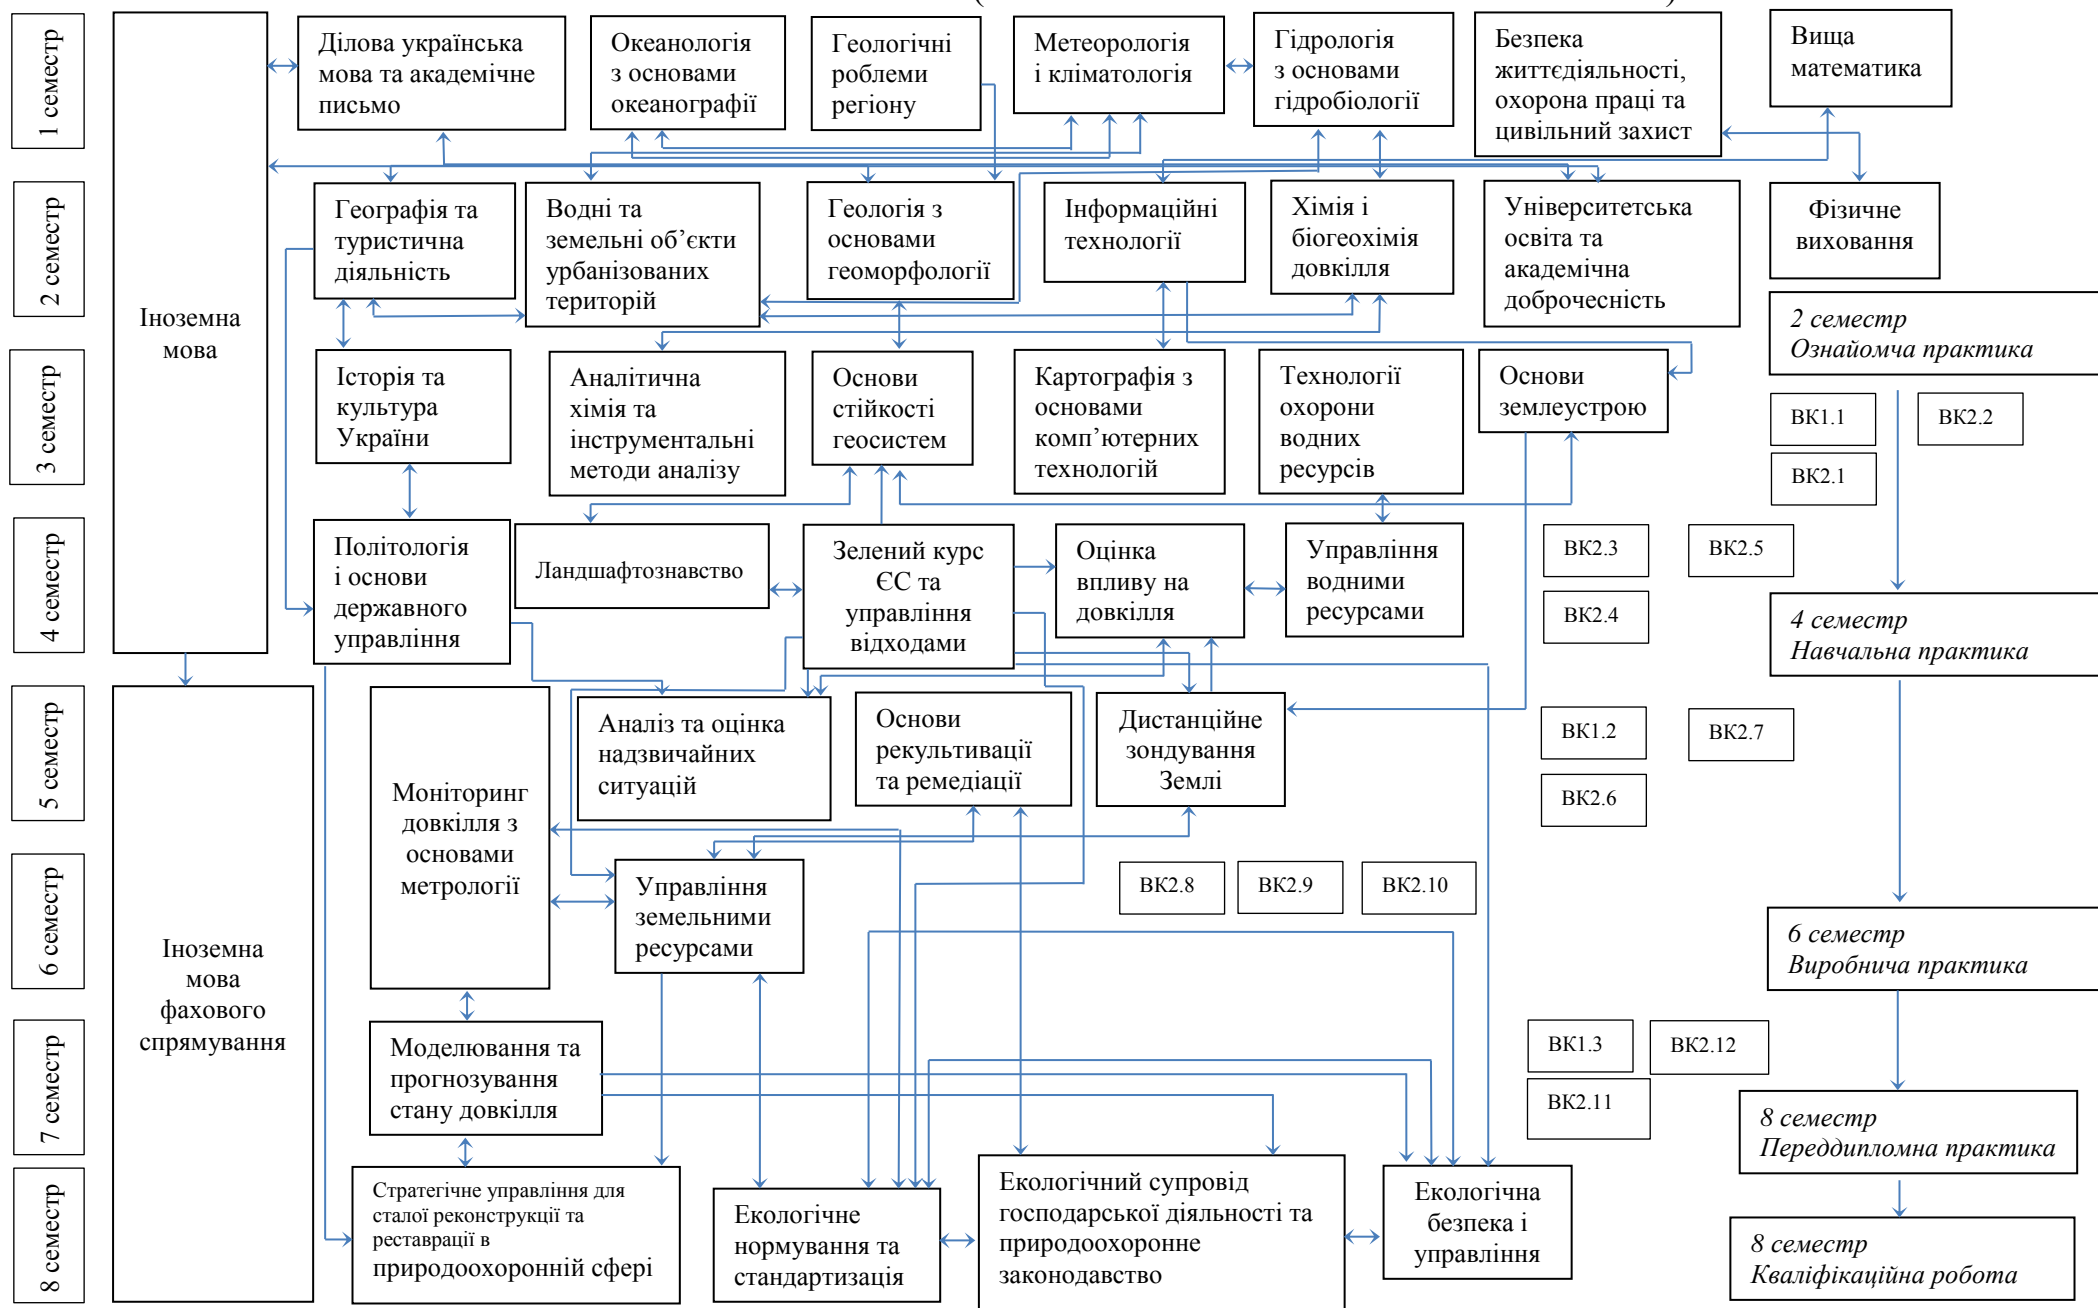 (
)
1 семестр
Ділова українська
мова та академічне
письмо
Океанологія
з основами
океанографії
Геологічні
роблеми
регіону
Метеорологія
і кліматологія
Гідрологія
з основами
гідробіології
Безпека
життєдіяльності,
охорона праці та
цивільний захист
Вища
математика
2 семестр
Іноземна
мова
Географія та
туристична
діяльність
Водні та
земельні об’єкти
урбанізованих
територій
Геологія з
основами
геоморфології
Інформаційні
технології
Хімія і
біогеохімія
довкілля
Університетська
освіта та
академічна
доброчесність
Фізичне
виховання
2 семестр
Ознайомча практика
3 семестр
Історія та
культура
України
Аналітична
хімія та
інструментальні
методи аналізу
Основи
стійкості
геосистем
Картографія з
основами
комп’ютерних
технологій
Технології
охорони
водних
ресурсів
Основи
землеустрою
ВК1.1
ВК2.2
ВК2.1
4 семестр
Політологія
і основи
державного
управління
Ландшафтознавство
Зелений курс
ЄС та
управління
відходами
Оцінка
впливу на
довкілля
Управління
водними
ресурсами
ВК2.3
ВК2.5
ВК2.4
4 семестр
Навчальна практика
5 семестр
Іноземна
мова
фахового
спрямування
Моніторинг
довкілля з
основами
метрології
Аналіз та оцінка
надзвичайних
ситуацій
Основи
рекультивації
та ремедіації
Дистанційне
зондування
Землі
ВК1.2
ВК2.7
ВК2.6
6 семестр
Управління
земельними
ресурсами
ВК2.8
ВК2.9
ВК2.10
6 семестр
Виробнича практика
7 семестр
Моделювання та
прогнозування
стану довкілля
ВК1.3
ВК2.12
ВК2.11
8 семестр
Переддипломна практика
8 семестр
Стратегічне управління для
сталої реконструкції та
реставрації в
природоохоронній сфері
Екологічне
нормування та
стандартизація
Екологічний супровід
господарської діяльності та
природоохоронне
законодавство
Екологічна
безпека і
управління
8 семестр
Кваліфікаційна робота